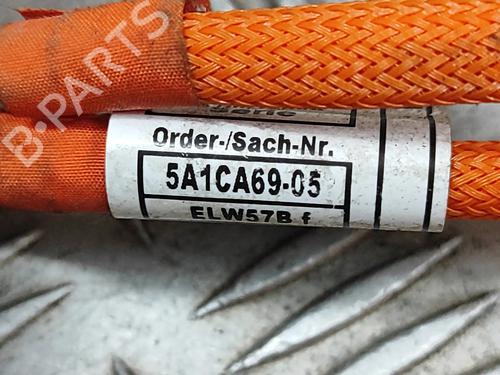 B-PARTS
Order-/Sach-Nr.
5A1CA69-05
ELW57B f